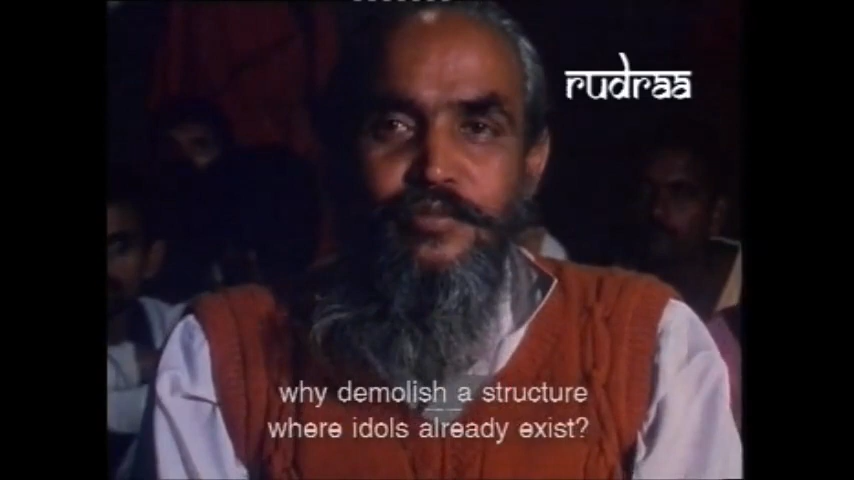 rudraa
why demolish a structure
where idols already exist?